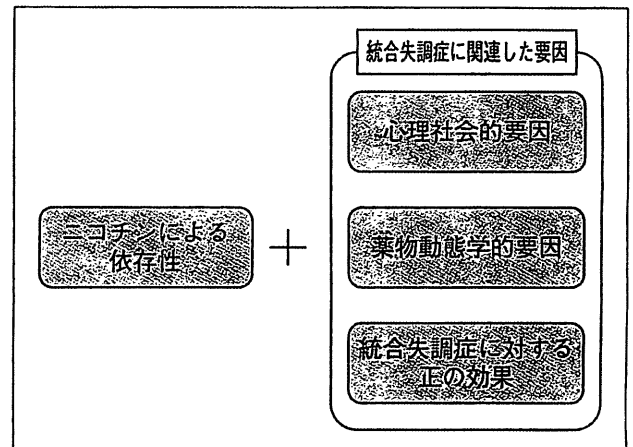 統合失調症に関連した要因
心理社会的要因
ニコチンによる
依存性
+
薬物動態学的要因
統合失調症に対する
正の効果